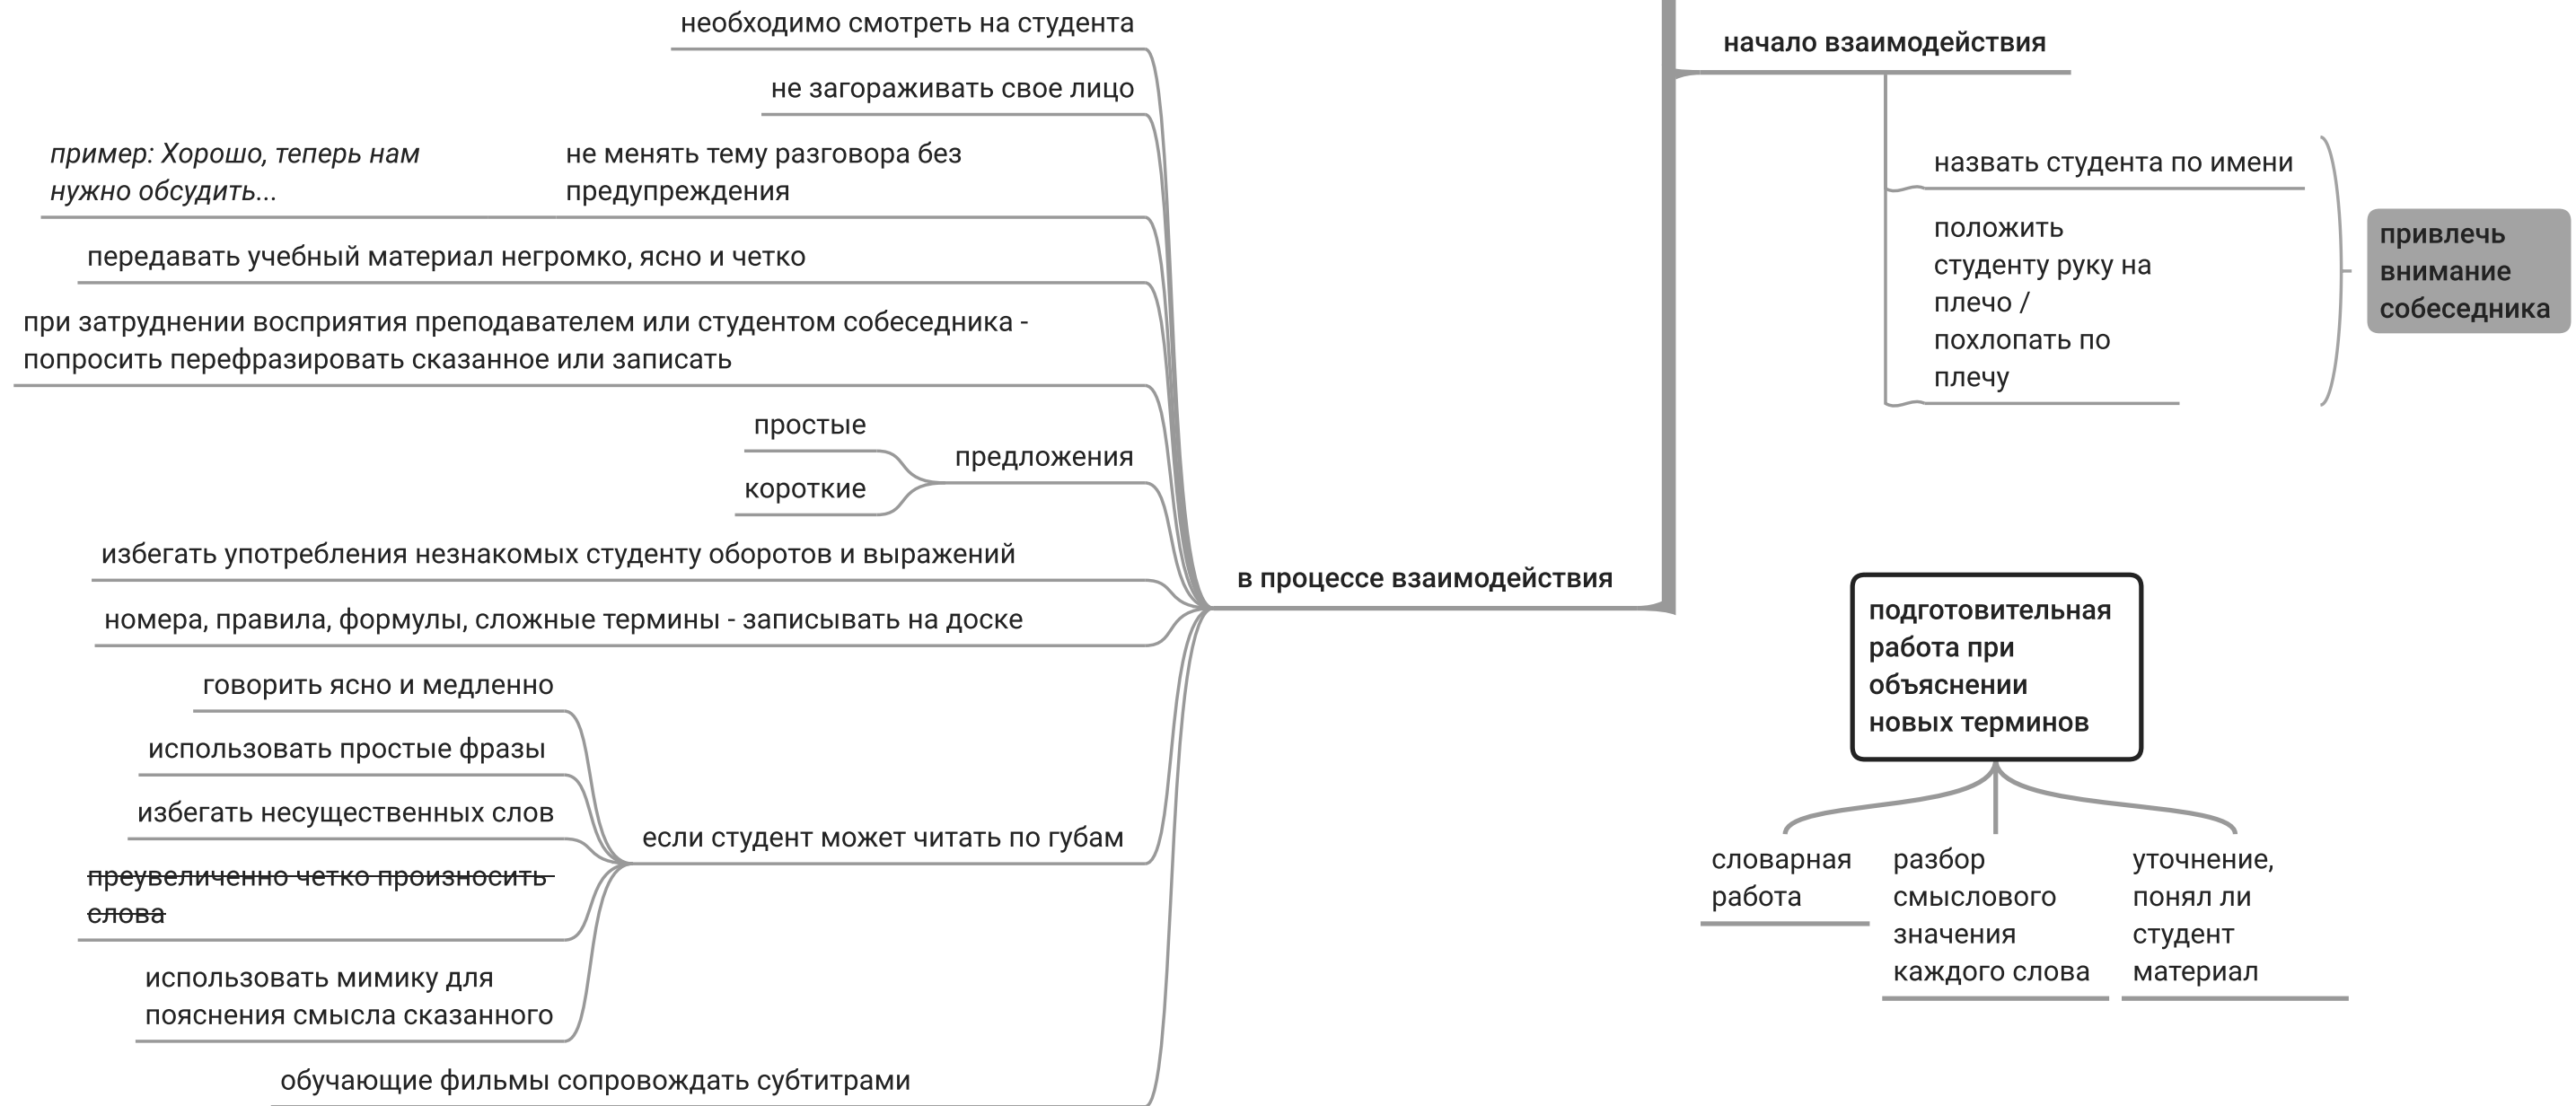 необходимо смотреть на студента
не загораживать свое лицо
пример: Хорошо, теперь нам
нужно обсудить...
не менять тему разговора без
предупреждения
передавать учебный материал негромко, ясно и четко
при затруднении восприятия преподавателем или студентом собеседника -
попросить перефразировать сказанное или записать
простые
короткие
предложения
избегать употребления незнакомых студенту оборотов и выражений
номера, правила, формулы, сложные термины - записывать на доске
говорить ясно и медленно
использовать простые фразы
избегать несущественных слов
преувеличенно четко произносить
слова
использовать мимику для
пояснения смысла сказанного
если студент может читать по губам
обучающие фильмы сопровождать субтитрами
в процессе взаимодействия
начало взаимодействия
назвать студента по имени
положить
студенту руку на
плечо /
похлопать по
плечу
привлечь
внимание
собеседника
подготовительная
работа при
объяснении
новых терминов
словарная
работа
разбор
смыслового
значения
каждого слова
уточнение,
понял ли
студент
материал